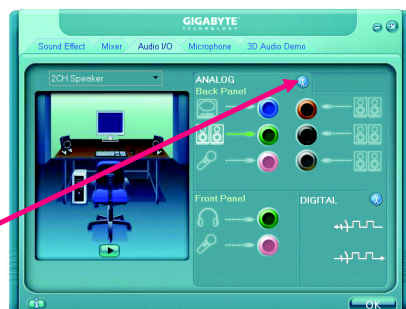 GIGABYTE
TECHNOLOGY
Sound Effect Mixer Audio I/O Microphone 3D Audio Demo
2CH Speaker
ANALOG
Back Panel
Front Panel
DIGITAL
OK